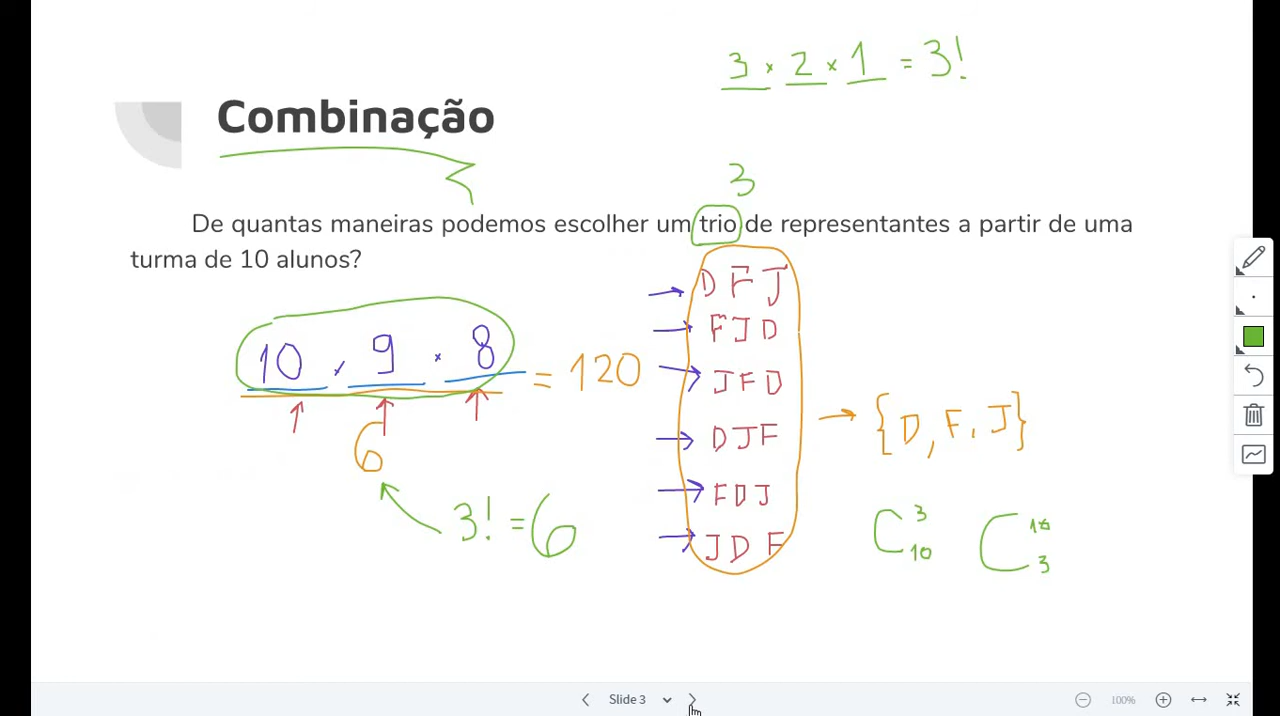 3 × 2 × 1 = 3!
Combinação
3
De quantas maneiras podemos escolher um trio de representantes a partir de uma
turma de 10 alunos?
10 . 9 . 8 = 120
6
3! = 6
D F J
F J D
J F D
D J F
F D J
J D F
{D, F, J}
C 3 10
C 10 3
Slide 3
100%